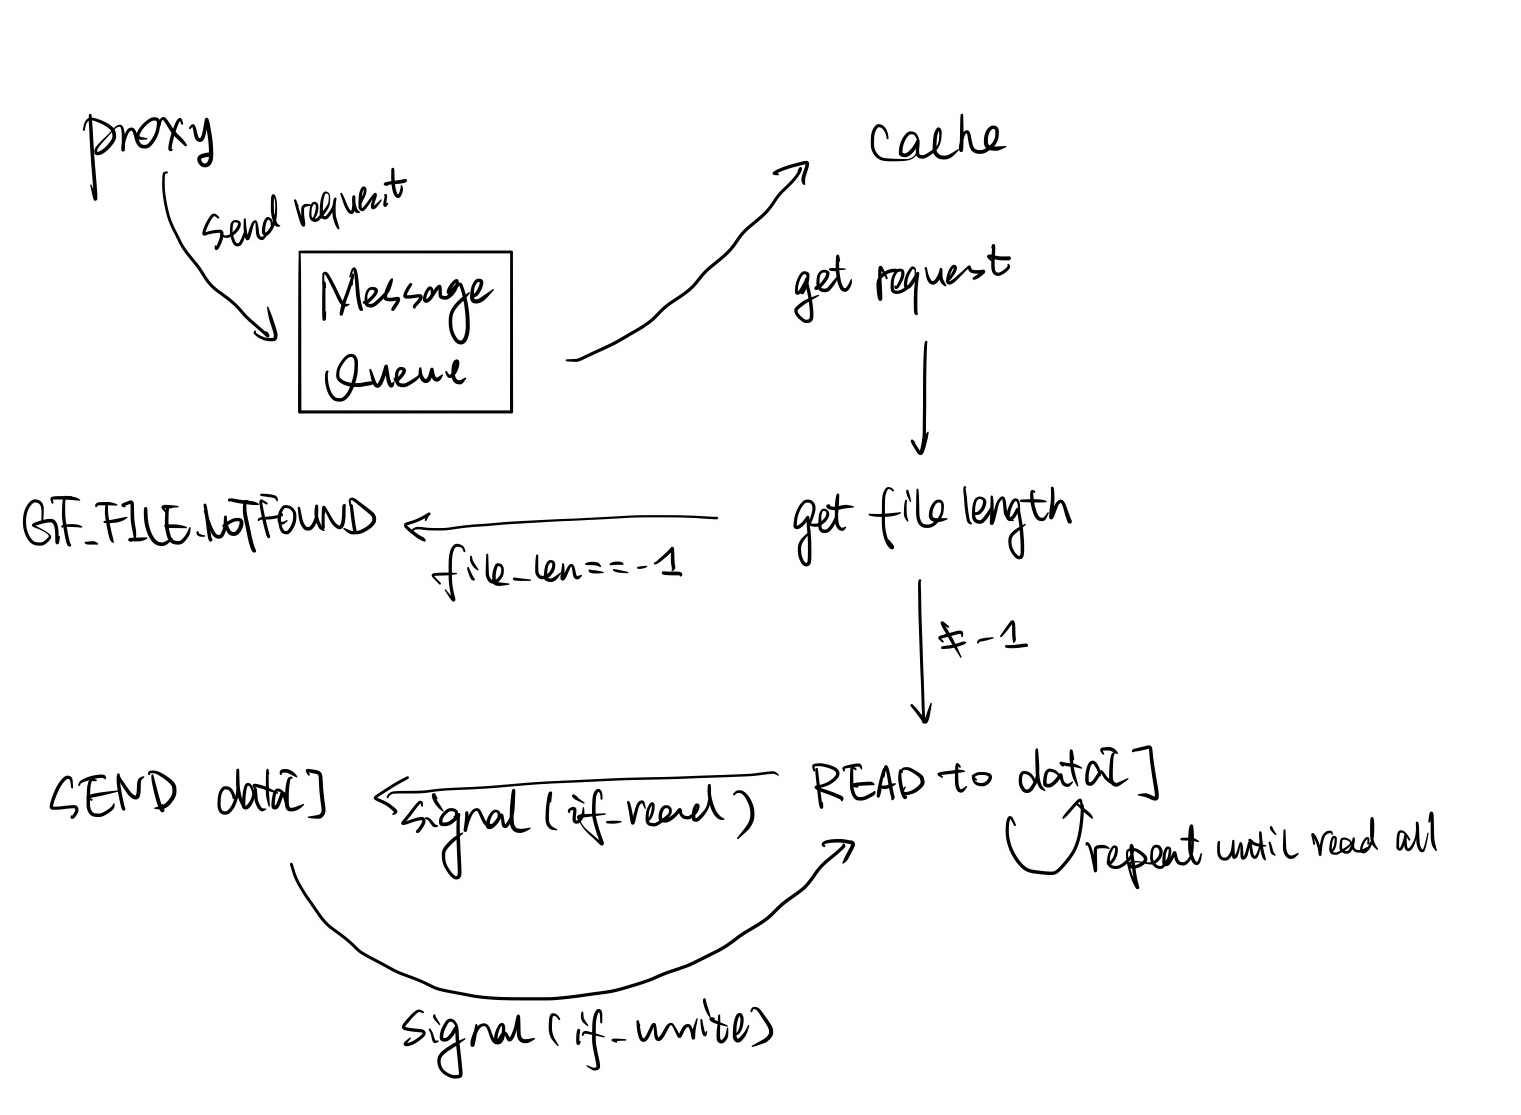 proxy
cache
send request
Message
Queue
get request
GF_FILE_NOTFOUND
get file length
file_len==-1
≠-1
SEND data[]
signal(if_read)
READ to data[]
repeat until read all
signal(if_write)